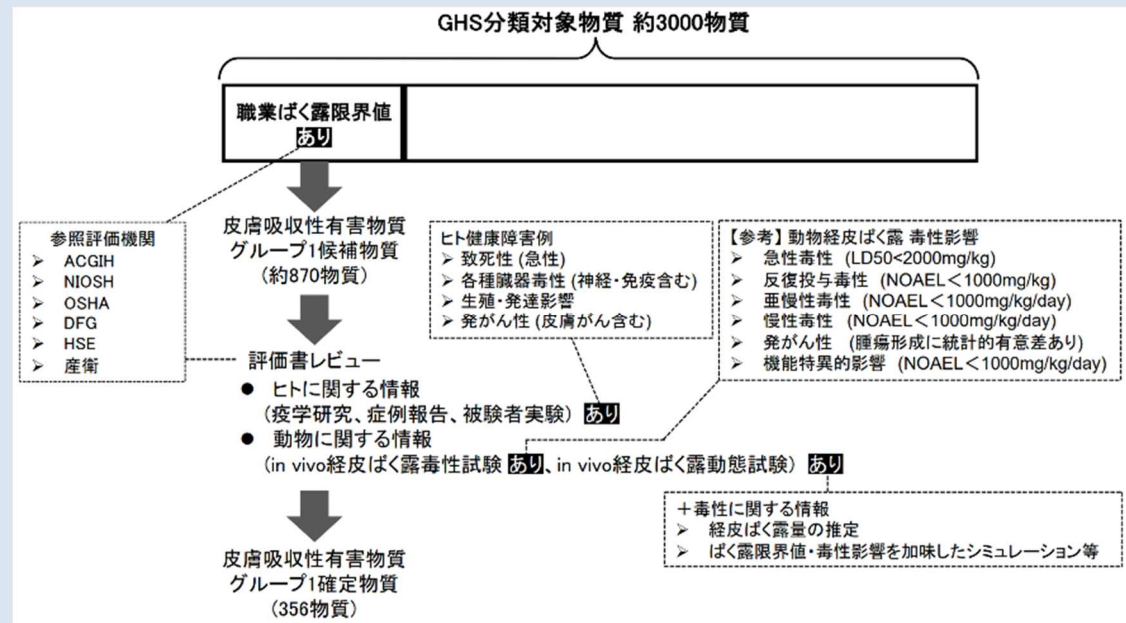 GHS分類対象物質 約3000物質
職業ばく露限界値
あり
皮膚吸収性有害物質
グループ1候補物質
(約870物質)
参照評価機関
➢ ACGIH
➢ NIOSH
➢ OSHA
➢ DFG
➢ HSE
➢ 産衛
ヒト健康障害例
➢ 致死性 (急性)
➢ 各種臓器毒性 (神経・免疫含む)
➢ 生殖・発達影響
➢ 発がん性 (皮膚がん含む)
【参考】 動物経皮ばく露 毒性影響
➢ 急性毒性 (LD50<2000mg/kg)
➢ 反復投与毒性 (NOAEL<1000mg/kg)
➢ 亜慢性毒性 (NOAEL<1000mg/kg/day)
➢ 慢性毒性 (NOAEL<1000mg/kg/day)
➢ 発がん性 (腫瘍形成に統計的有意差あり)
➢ 機能特異的影響 (NOAEL<1000mg/kg/day)
評価書レビュー
● ヒトに関する情報
(疫学研究、症例報告、被験者実験) あり
● 動物に関する情報
(in vivo経皮ばく露毒性試験 あり、in vivo経皮ばく露動態試験) あり
+毒性に関する情報
➢ 経皮ばく露量の推定
➢ ばく露限界値・毒性影響を加味したシミュレーション等
皮膚吸収性有害物質
グループ1確定物質
(356物質)